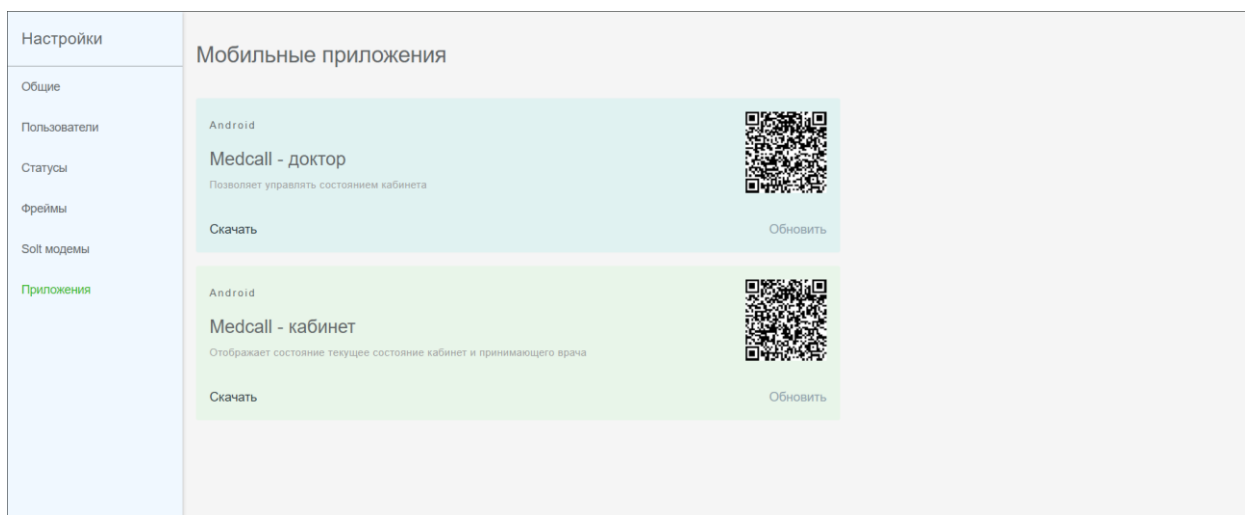 Настройки
Общие
Пользователи
Статусы
Фреймы
Solt модемы
Приложения
Мобильные приложения
Android
Medcall - доктор
Позволяет управлять состоянием кабинета
Скачать
Обновить
Android
Medcall - кабинет
Отображает состояние текущее состояние кабинет и принимающего врача
Скачать
Обновить